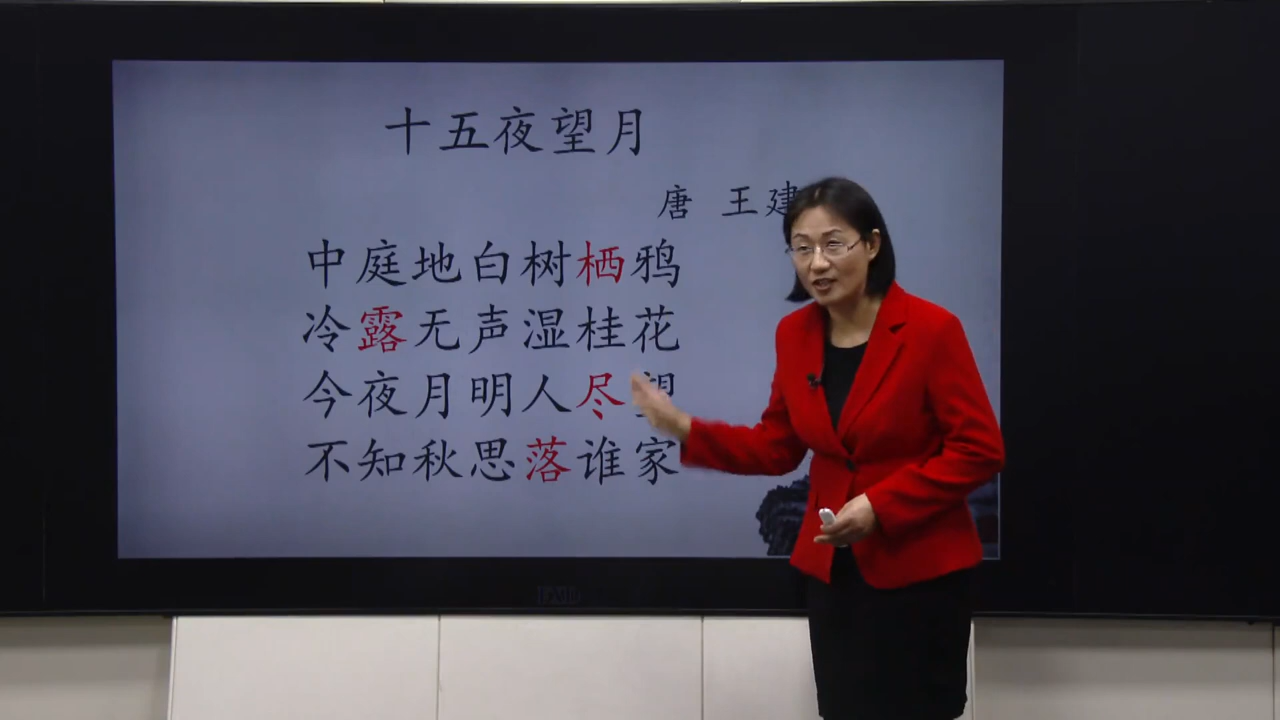 十五夜望月
唐 王建
中庭地白树栖鸦
冷露无声湿桂花
今夜月明人尽望
不知秋思落谁家